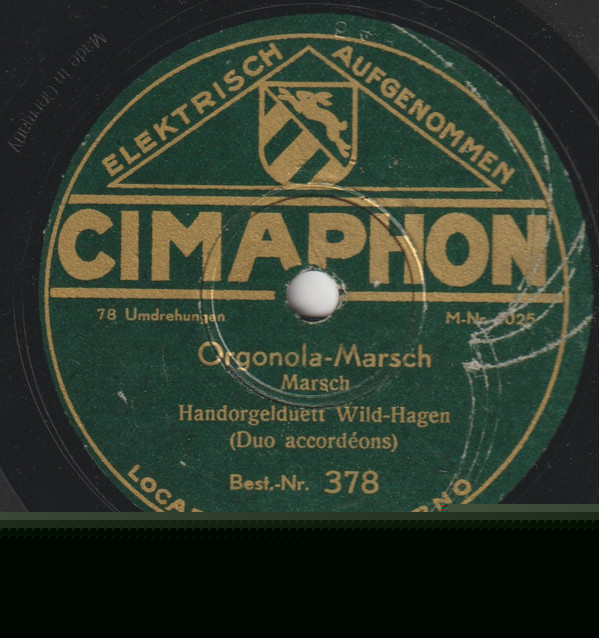 Made in Germany
ELEKTRISCH AUFGENOMMEN
CIMAPHON
78 Umdrehungen
M-Nr.
Orgonola-Marsch
Marsch
Handorgelduett Wild-Hagen
(Duo accordéons)
Best.-Nr. 378